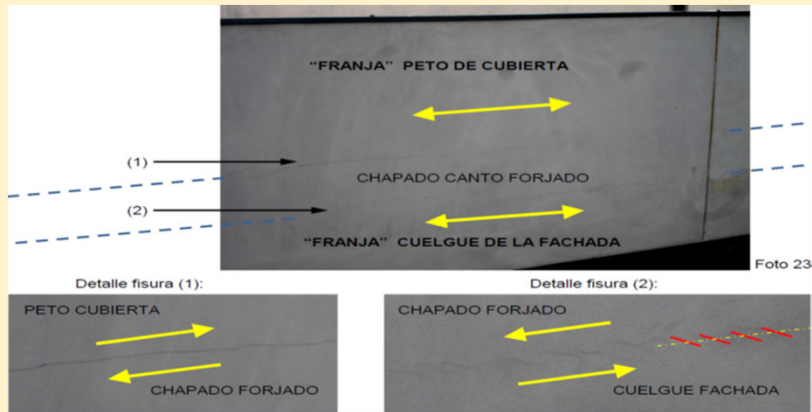 “FRANJA” PETO DE CUBIERTA
(1)
CHAPADO CANTO FORJADO
(2)
“FRANJA” CUELGUE DE LA FACHADA
Foto 23
Detalle fisura (1):
Detalle fisura (2):
PETO CUBIERTA
CHAPADO FORJADO
CHAPADO FORJADO
CUELGUE FACHADA